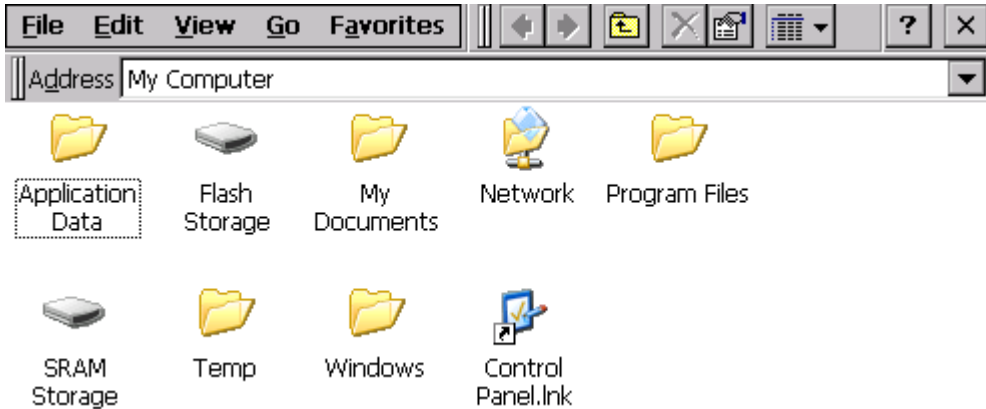 File Edit View Go Favorites ?
Address My Computer
Application Data
Flash Storage
My Documents
Network
Program Files
SRAM Storage
Temp
Windows
Control Panel.lnk